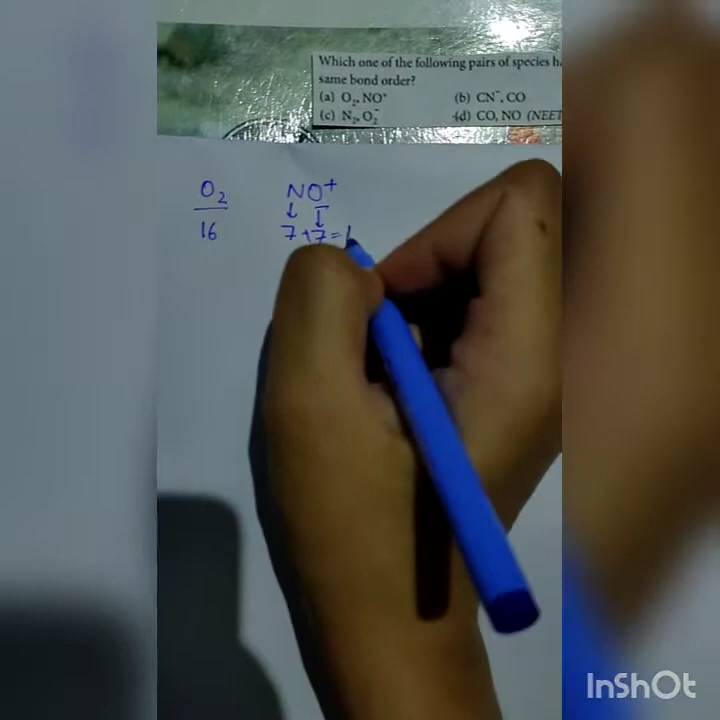 Which one of the following pairs of species
same bond order?
(a) O₂, NO⁺ (b) CN⁻, CO
(c) N₂, O₂⁻ (d) CO, NO (NEET
O₂ NO⁺
↓ ↓
16 7 + 7 = 1
InShOt